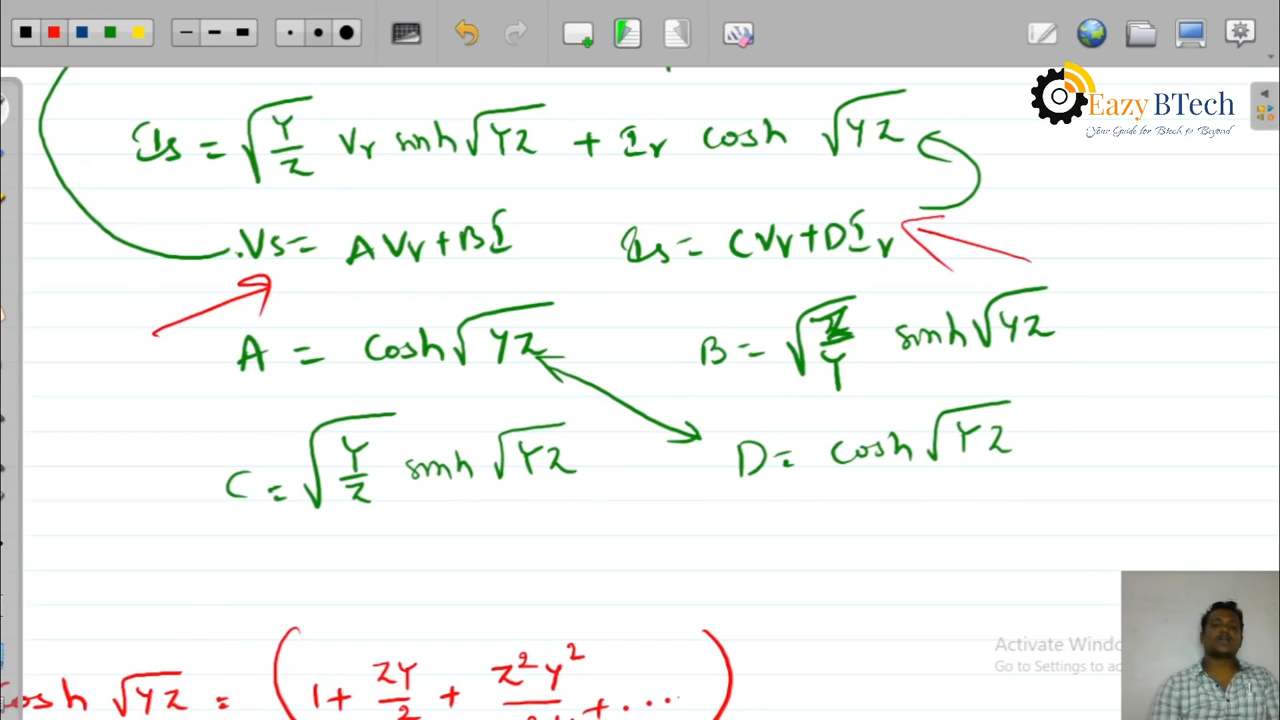 Eazy BTech
Your Guide for Btech & Beyond
Is = √(Y/Z) Vr sinh √YZ + Ir cosh √YZ
.Vs = AVr + BI Is = CVr + DIr
A = cosh √YZ B = √(Z/Y) sinh √YZ
C = √(Y/Z) sinh √YZ D = cosh √YZ
Activate Windo
Go to Settings to ac
cosh √YZ = (1 + ZY/2 + Z²Y²/ + ...)